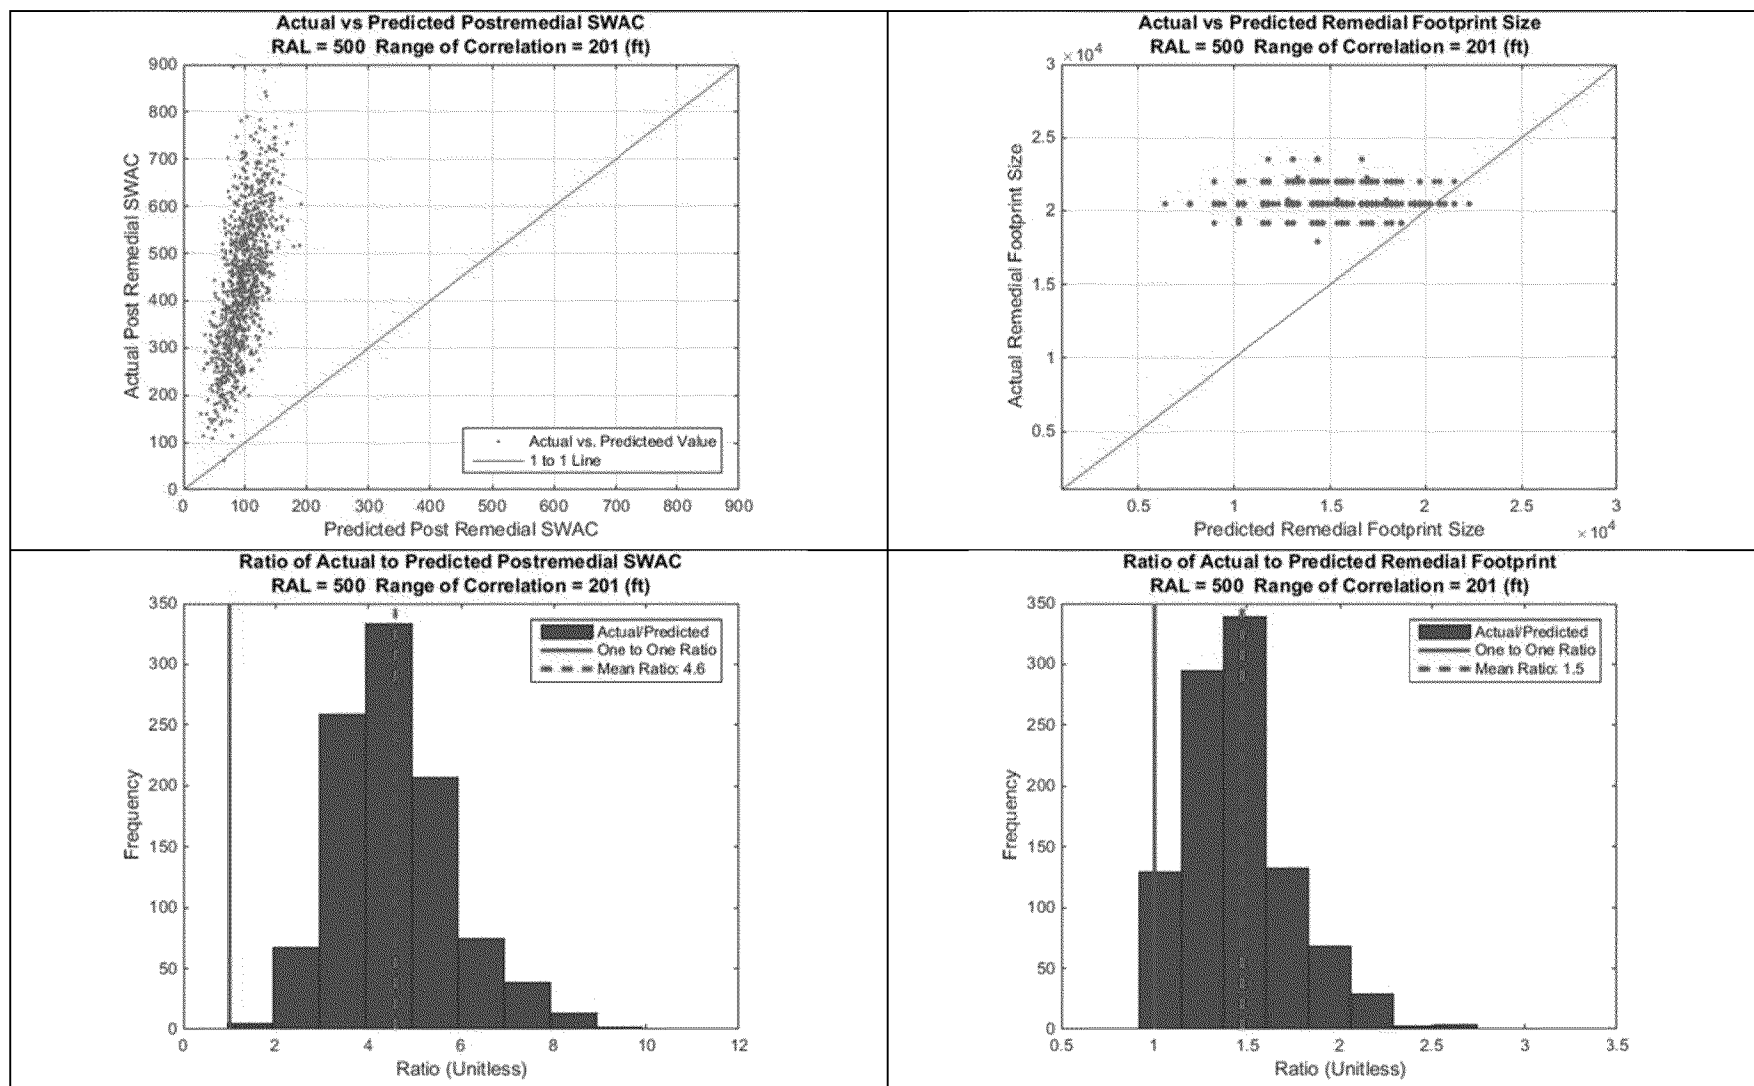 Actual vs Predicted Postremedial SWAC
RAL = 500 Range of Correlation = 201 (ft)
900
800
700
600
500
400
300
200
100
0
Actual Post Remedial SWAC
Actual vs. Predicteed Value
1 to 1 Line
0 100 200 300 400 500 600 700 800 900
Predicted Post Remedial SWAC
Actual vs Predicted Remedial Footprint Size
RAL = 500 Range of Correlation = 201 (ft)
×10⁴
3
2.5
2
1.5
1
0.5
Actual Remedial Footprint Size
0.5 1 1.5 2 2.5 3
Predicted Remedial Footprint Size
×10⁴
Ratio of Actual to Predicted Postremedial SWAC
RAL = 500 Range of Correlation = 201 (ft)
350
300
250
200
150
100
50
0
Frequency
Actual/Predicted
One to One Ratio
Mean Ratio: 4.6
0 2 4 6 8 10 12
Ratio (Unitless)
Ratio of Actual to Predicted Remedial Footprint
RAL = 500 Range of Correlation = 201 (ft)
350
300
250
200
150
100
50
0
Frequency
Actual/Predicted
One to One Ratio
Mean Ratio: 1.5
0.5 1 1.5 2 2.5 3 3.5
Ratio (Unitless)